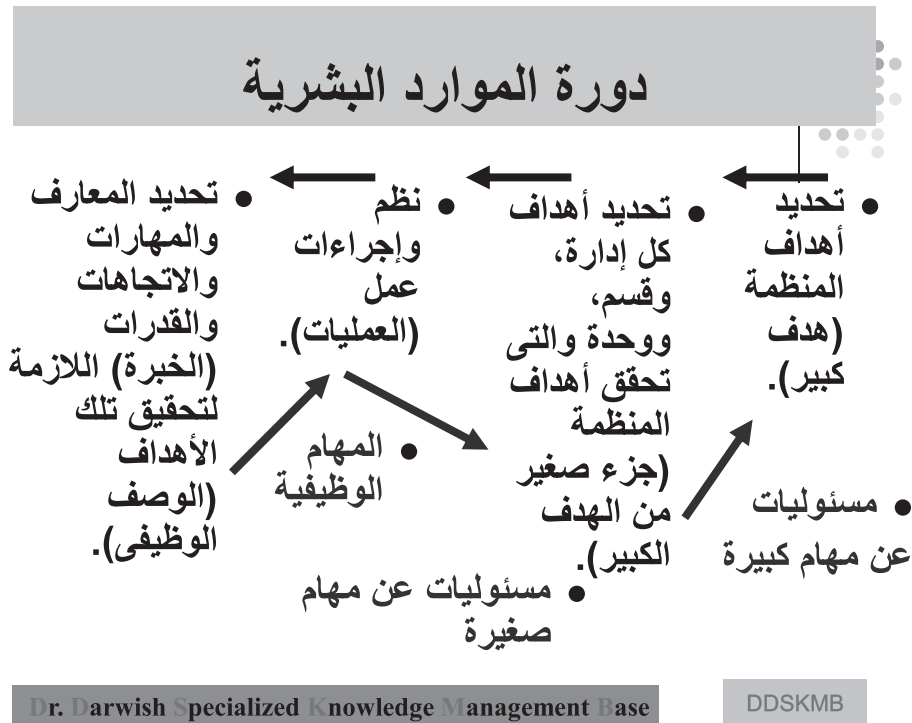 دورة الموارد البشرية
● تحديد
أهداف
المنظمة
(هدف
كبير).
● تحديد أهداف
كل إدارة،
وقسم،
ووحدة والتى
تحقق أهداف
المنظمة
(جزء صغير
من الهدف
الكبير).
● نظم
وإجراءات
عمل
(العمليات).
● تحديد المعارف
والمهارات
والاتجاهات
والقدرات
(الخبرة) اللازمة
لتحقيق تلك
الأهداف
(الوصف
الوظيفى).
● المهام
الوظيفية
● مسئوليات
عن مهام كبيرة
● مسئوليات عن مهام
صغيرة
Dr. Darwish Specialized Knowledge Management Base
DDSKMB